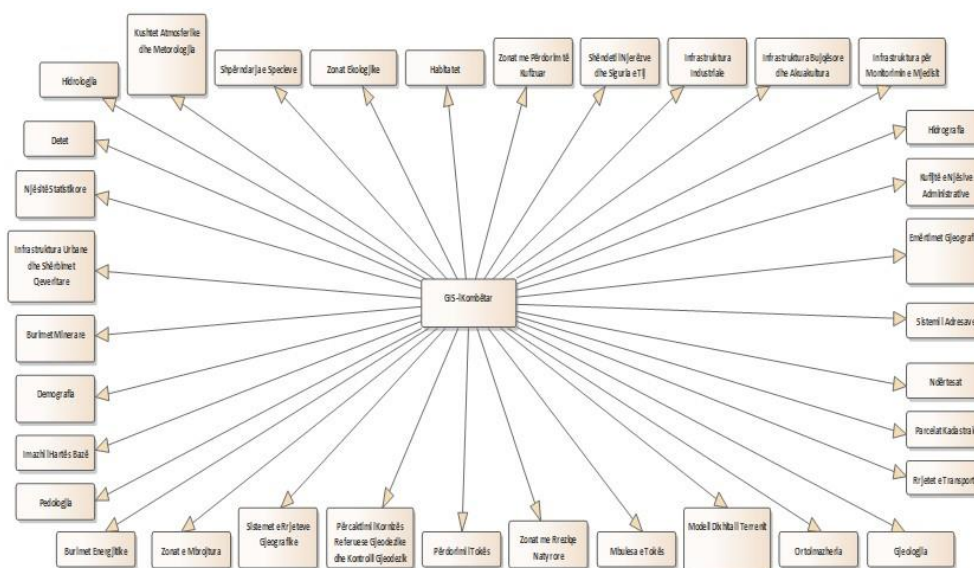 Kushtet Atmosferike
dhe Metorologjia
Hidrologjia
Shpërndarja e Specieve
Zonat Ekologjike
Habitatet
Zonat me Përdorim të
Kufizuar
Shëndeti i Njerëzve
dhe Siguria e Tij
Infrastruktura
Industriale
Infrastruktura Bujqësore
dhe Akuakultura
Infrastruktura për
Monitorimin e Mjedisit
Detet
Hidrografia
Njësitë Statistikore
Kufijtë e Njësive
Administrative
Infrastruktura Urbane
dhe Shërbimet
Qeveritare
Emërtimet Gjeografi
GIS -i Kombëtar
Burimet Minerare
Sistemi i Adresave
Demografia
Ndërtesat
Imazhi i Hartës Bazë
Parcelat Kadastrak
Pedologjia
Rrjetet e Transport
Burimet Energjitike
Zonat e Mbrojtura
Sistemet e Rrjeteve
Gjeografike
Përcaktimi i Kornizës
Referuese Gjeodezike
dhe Kontrolli Gjeodezik
Përdorimi i Tokës
Zonat me Rreziqe
Natyrore
Mbulesa e Tokës
Modeli Dixhitali i Terrenit
Ortoimazheria
Gjeologjia